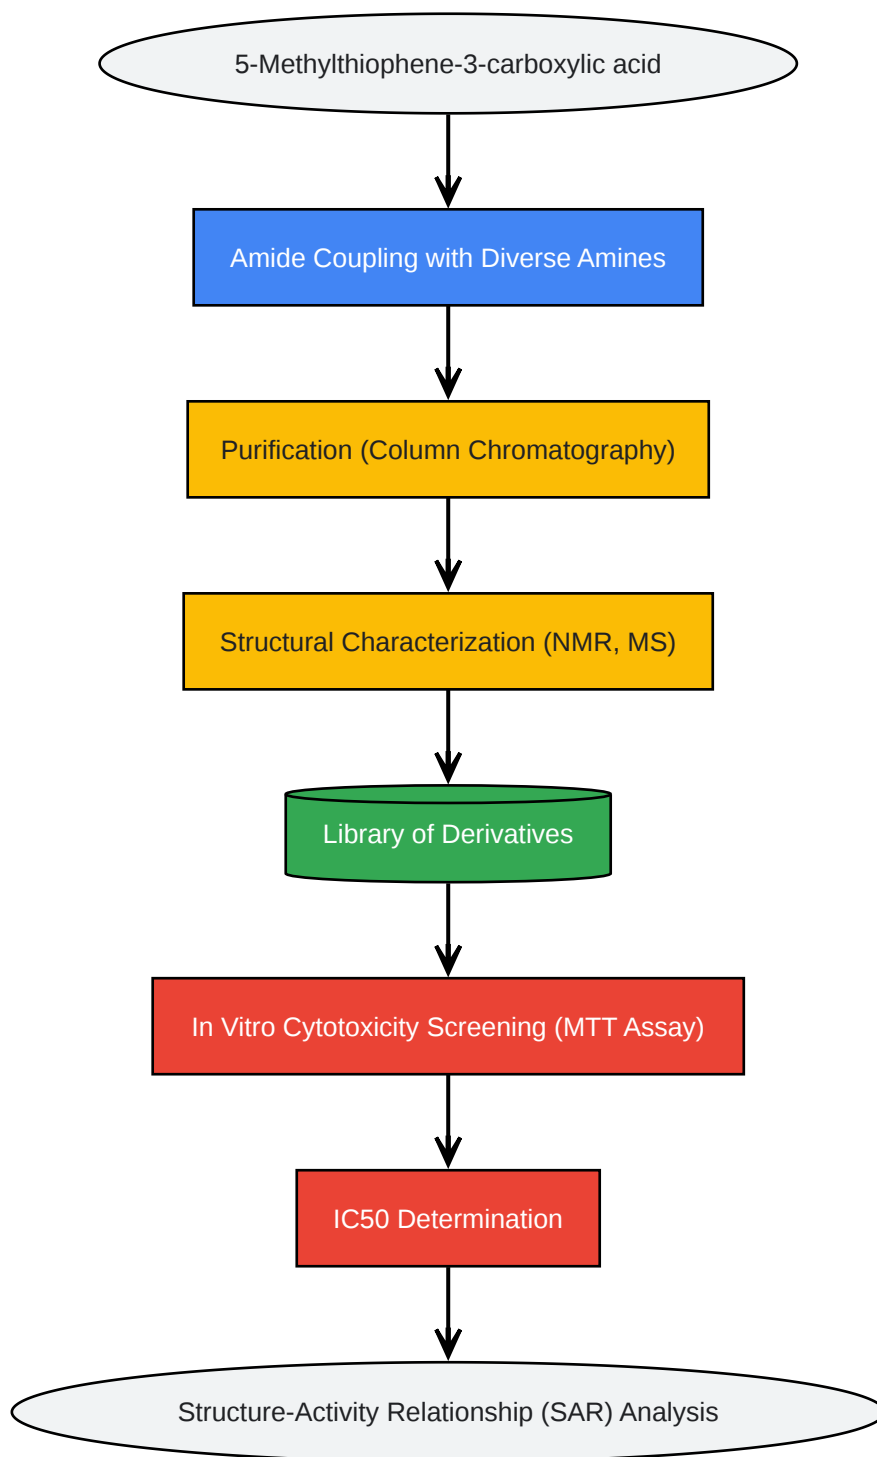 5-Methylthiophene-3-carboxylic acid
Amide Coupling with Diverse Amines
Purification (Column Chromatography)
Structural Characterization (NMR, MS)
Library of Derivatives
In Vitro Cytotoxicity Screening (MTT Assay)
IC50 Determination
Structure-Activity Relationship (SAR) Analysis